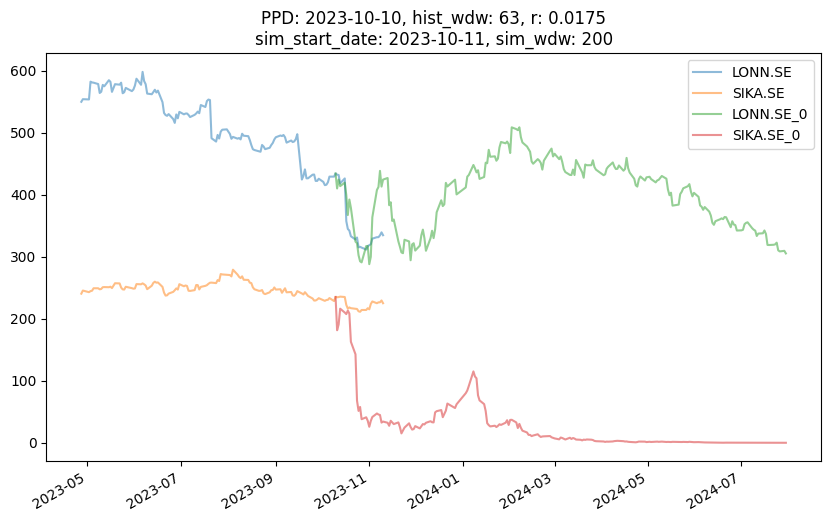 PPD: 2023-10-10, hist_wdw: 63, r: 0.0175
sim_start_date: 2023-10-11, sim_wdw: 200
LONN.SE
SIKA.SE
LONN.SE_0
SIKA.SE_0
600
500
400
300
200
100
0
2023-05
2023-07
2023-09
2023-11
2024-01
2024-03
2024-05
2024-07